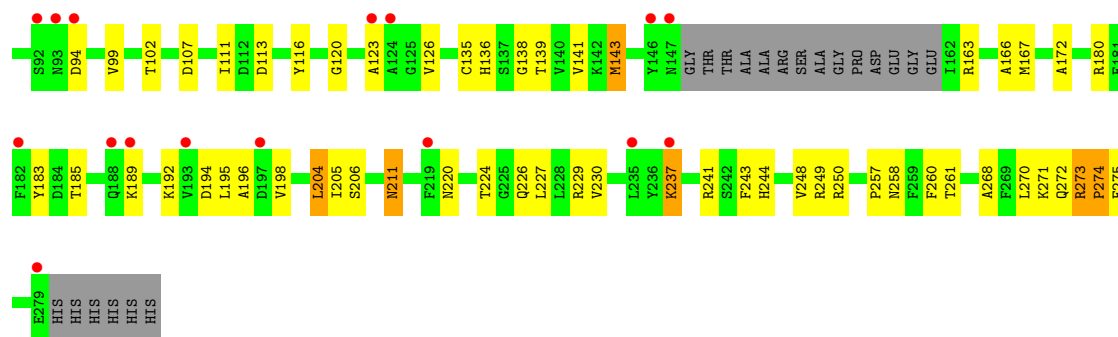 S92 N93 D94 V99 T102 D107 I111 D112 D113 Y116 G120 A123 A124 G125 V126 C135 H136 S137 G138 T139 V140 V141 K142 M143 Y146 N147 GLY THR THR ALA ALA ARG SER ALA GLY PRO ASP GLU GLY GLU I162 R163 A166 M167 A172 R180 E181
F182 Y183 D184 T185 Q188 K189 K192 V193 D194 L195 A196 D197 V198 L204 I205 S206 N211 F219 N220 T224 G225 Q226 L227 L228 R229 V230 L235 Y236 K237 R241 S242 F243 H244 V248 R249 R250 P257 N258 F259 F260 T261 A268 F269 L270 K271 Q272 R273 P274
E279 HIS HIS HIS HIS HIS HIS